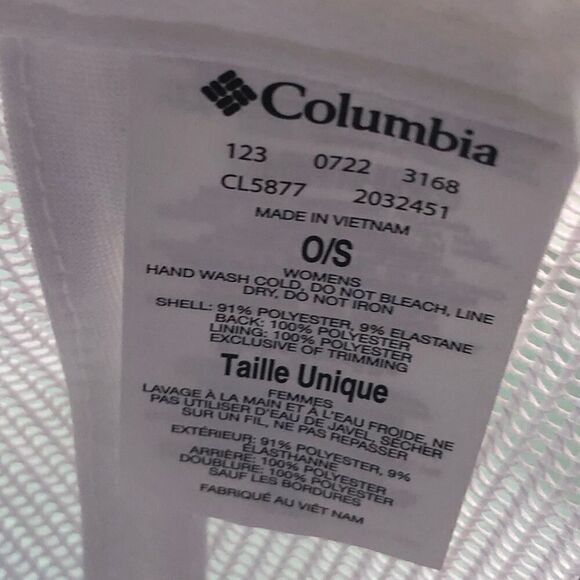 Columbia
123 0722 3168
CL5877 2032451
MADE IN VIETNAM
O/S
WOMENS
HAND WASH COLD, DO NOT BLEACH, LINE
DRY, DO NOT IRON
SHELL: 91% POLYESTER, 9% ELASTANE
BACK: 100% POLYESTER
LINING: 100% POLYESTER
EXCLUSIVE OF TRIMMING
Taille Unique
FEMMES
LAVAGE À LA MAIN ET À L'EAU FROIDE, NE
PAS UTILISER D'EAU DE JAVEL, SÉCHER
SUR UN FIL, NE PAS REPASSER
EXTÉRIEUR: 91% POLYESTER, 9%
ÉLASTHANNE
ARRIÈRE: 100% POLYESTER
DOUBLURE: 100% POLYESTER
SAUF LES BORDURES
FABRIQUÉ AU VIÊT NAM